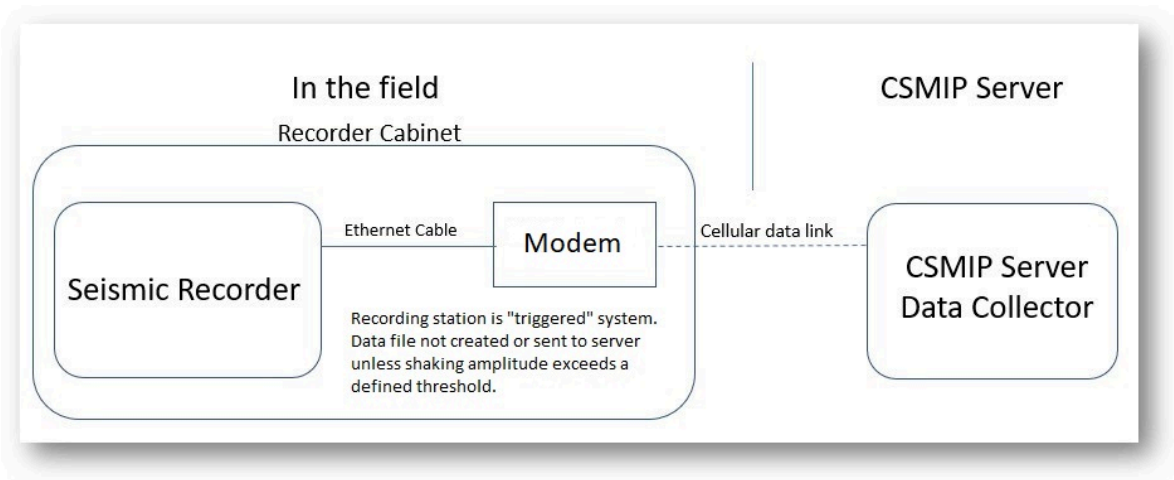 In the field
CSMIP Server
Recorder Cabinet
Ethernet Cable
Modem
Cellular data link
Seismic Recorder
CSMIP Server
Data Collector
Recording station is "triggered" system.
Data file not created or sent to server
unless shaking amplitude exceeds a
defined threshold.